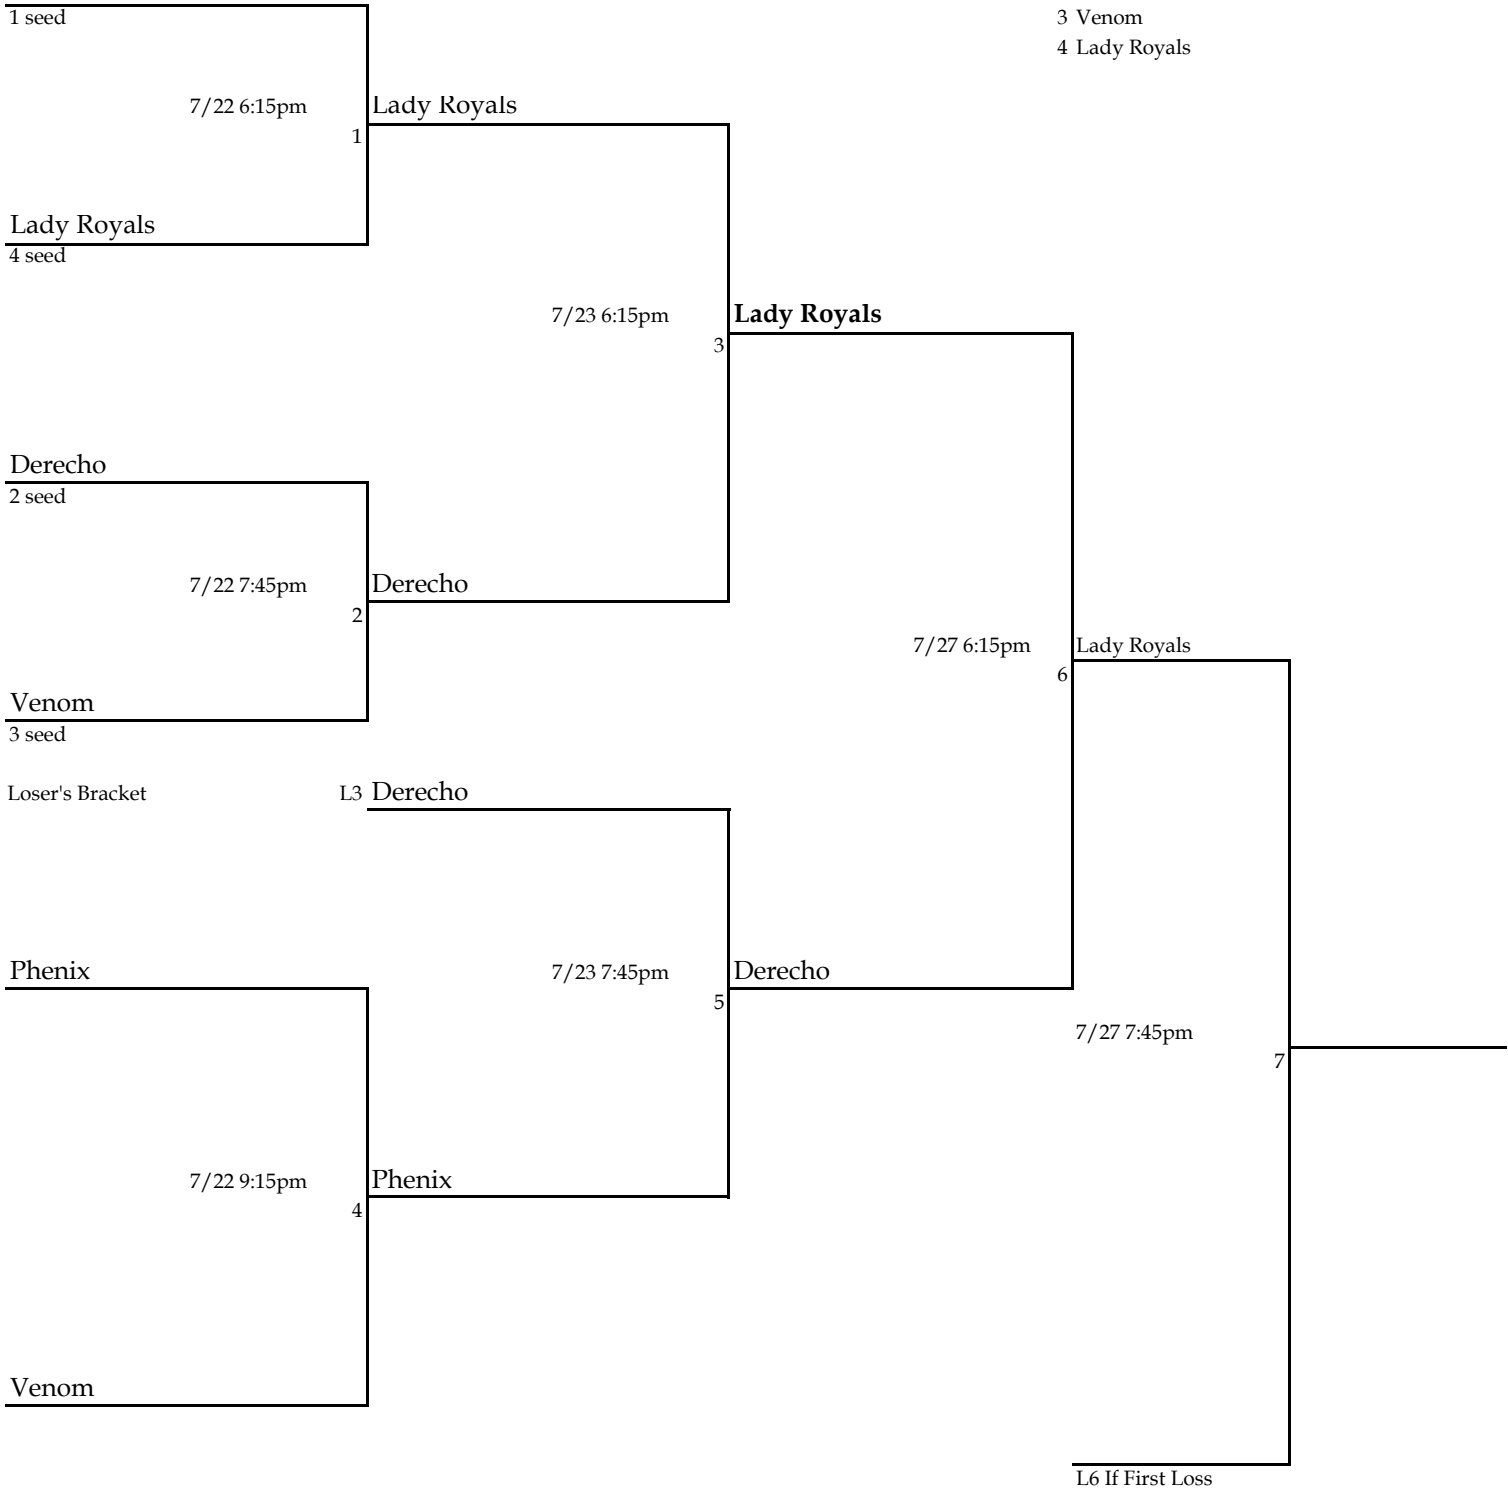 1 seed
3 Venom
4 Lady Royals
7/22 6:15pm
Lady Royals
1
Lady Royals
4 seed
7/23 6:15pm
Lady Royals
3
Derecho
2 seed
7/22 7:45pm
Derecho
2
7/27 6:15pm
Lady Royals
6
Venom
3 seed
Loser's Bracket
L3 Derecho
Phenix
7/23 7:45pm
Derecho
5
7/27 7:45pm
7
7/22 9:15pm
Phenix
4
Venom
L6 If First Loss